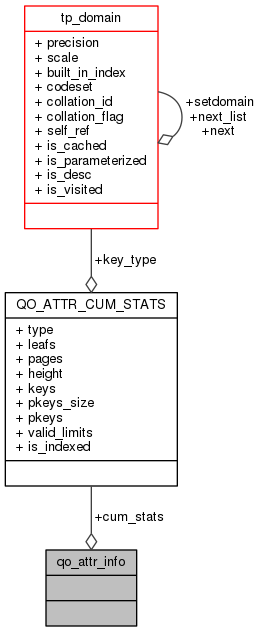 tp_domain
+ precision
+ scale
+ built_in_index
+ codeset
+ collation_id
+ collation_flag
+ self_ref
+ is_cached
+ is_parameterized
+ is_desc
+ is_visited
+setdomain
+next_list
+next
+key_type
QO_ATTR_CUM_STATS
+ type
+ leafs
+ pages
+ height
+ keys
+ pkeys_size
+ pkeys
+ valid_limits
+ is_indexed
+cum_stats
qo_attr_info